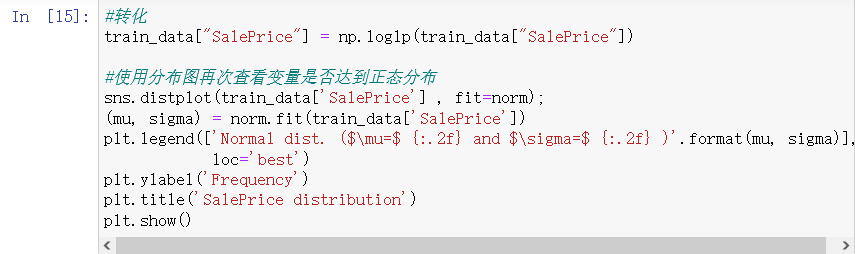 In [15]: #转化
train_data["SalePrice"] = np.log1p(train_data["SalePrice"])
#使用分布图再次查看变量是否达到正态分布
sns.distplot(train_data['SalePrice'] , fit=norm);
(mu, sigma) = norm.fit(train_data['SalePrice'])
plt.legend(['Normal dist. ($\mu=$ {:.2f} and $\sigma=$ {:.2f} )'.format(mu, sigma)],
loc='best')
plt.ylabel('Frequency')
plt.title('SalePrice distribution')
plt.show()